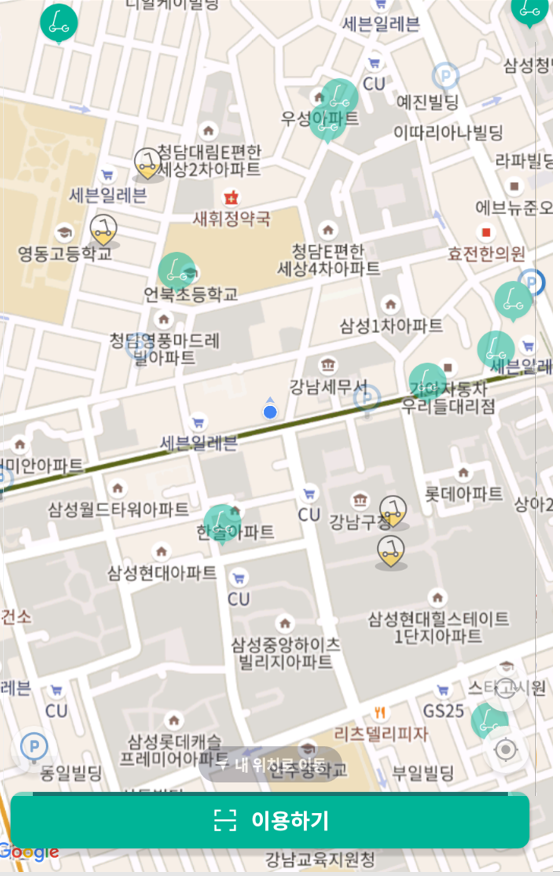 세븐일레븐
CU
예진빌딩
우성아파트
이따리아나빌딩
청담대림E편한
세상2차아파트
라파빌딩
세븐일레븐
새휘정약국
에브뉴준오
영동고등학교
청담E편한
세상4차아파트
효전한의원
언북초등학교
삼성1차아파트
청담영풍마드레
빌아파트
세븐일레븐
강남세무서
기아자동차
우리들대리점
세븐일레븐
래미안아파트
롯데아파트
삼성월드타워아파트
CU
강남구청
상아2
한솔아파트
삼성현대아파트
CU
건소
삼성현대힐스테이트
1단지아파트
삼성중앙하이츠
빌리지아파트
레븐
CU
GS25
리츠델리피자
삼성롯데캐슬
프레미어아파트
내 위치로 이동
언주중학교
동일빌딩
부일빌딩
이용하기
Google
강남교육지원청